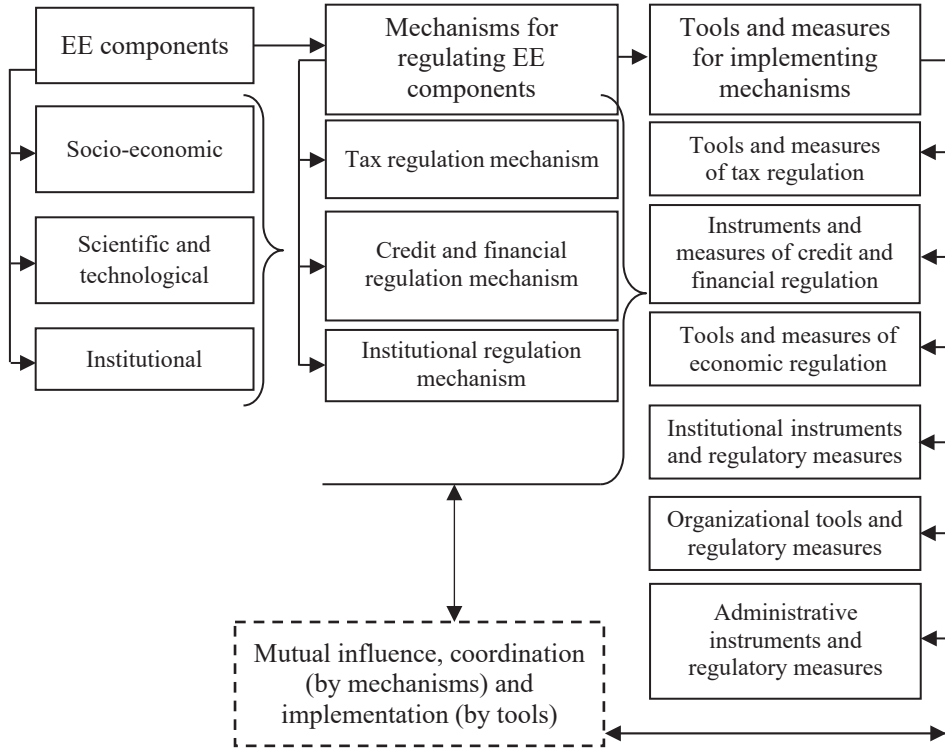 EE components
Socio-economic
Scientific and
technological
Institutional
Mechanisms for
regulating EE
components
Tax regulation mechanism
Credit and financial
regulation mechanism
Institutional regulation
mechanism
Tools and measures
for implementing
mechanisms
Tools and measures
of tax regulation
Instruments and
measures of credit and
financial regulation
Tools and measures of
economic regulation
Institutional instruments
and regulatory measures
Organizational tools and
regulatory measures
Administrative
instruments and
regulatory measures
Mutual influence, coordination
(by mechanisms) and
implementation (by tools)